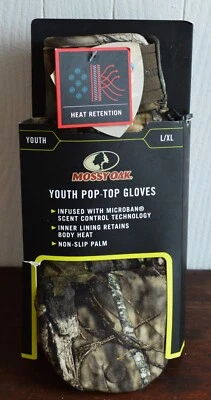 HEAT RETENTION
YOUTH L/XL
MOSSY OAK
YOUTH POP-TOP GLOVES
INFUSED WITH MICROBAN®
SCENT CONTROL TECHNOLOGY
INNER LINING RETAINS
BODY HEAT
NON-SLIP PALM